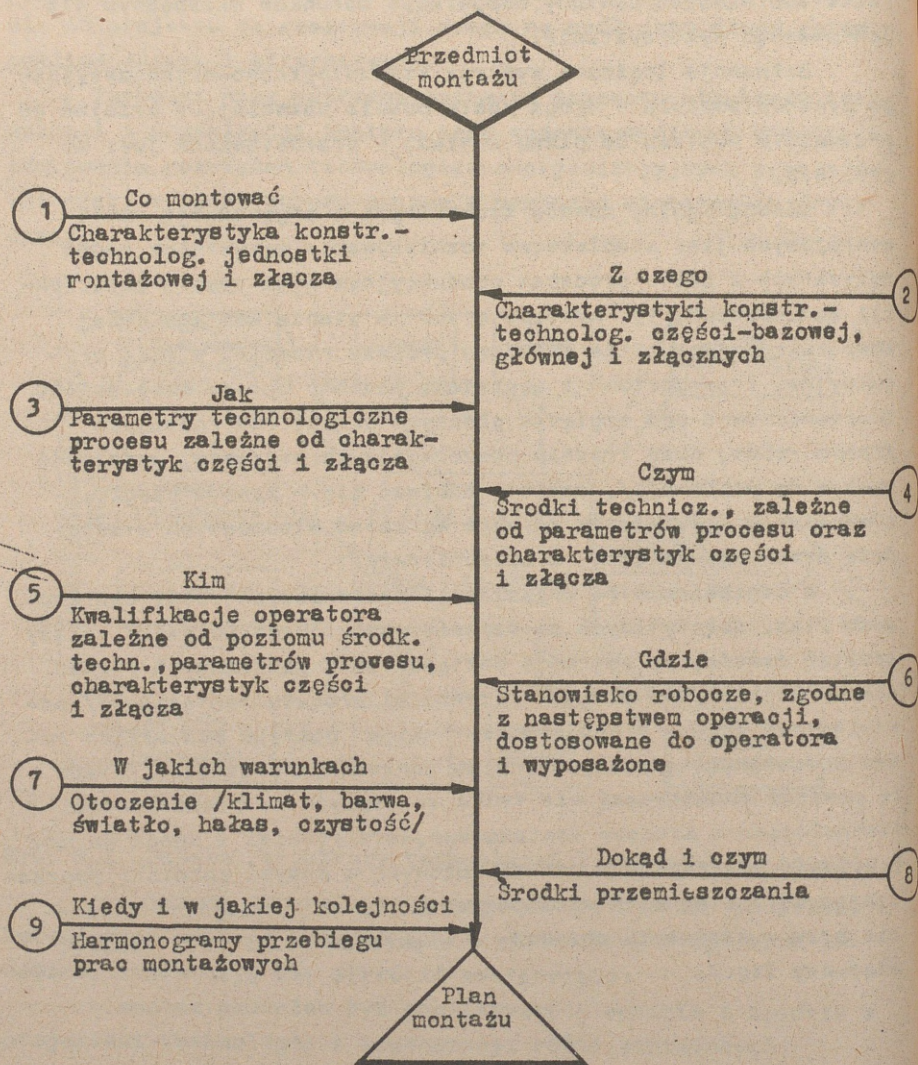 Przedmiot
montażu
1
Co montować
Charakterystyka konstr.-
technolog. jednostki
montażowej i złącza
2
Z czego
Charakterystyki konstr.-
technolog. części-bazowej,
głównej i złącznych
3
Jak
Parametry technologiczne
procesu zależne od charak-
terystyk części i złącza
4
Czym
Srodki technicz., zależne
od parametrów procesu oraz
charakterystyk części
i złącza
5
Kim
Kwalifikacje operatora
zależne od poziomu środk.
techn.,parametrów prowesu,
charakterystyk części
i złącza
6
Gdzie
Stanowisko robocze, zgodne
z następstwem operacji,
dostosowane do operatora
i wyposażone
7
W jakich warunkach
Otoczenie /klimat, barwa,
światło, hałas, czystość/
8
Dokąd i czym
Srodki przemieszczania
9
Kiedy i w jakiej kolejności
Harmonogramy przebiegu
prac montażowych
Plan
montażu